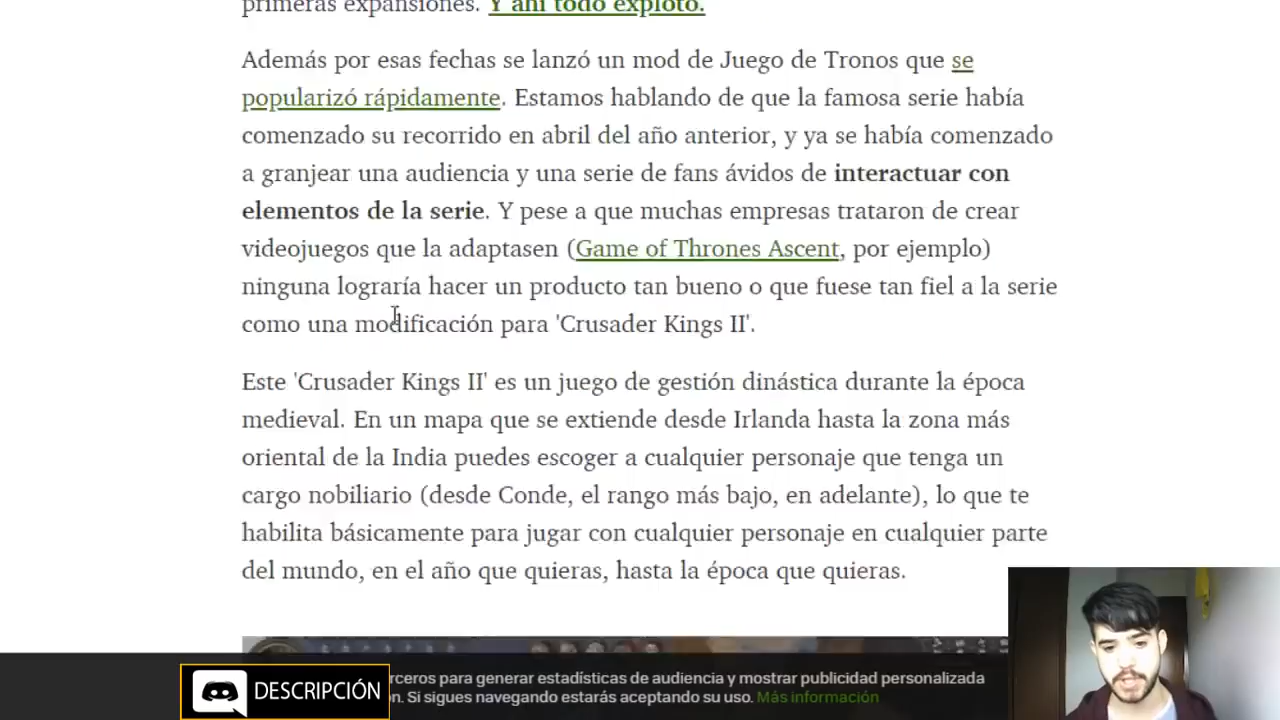 primeras expansiones. Y ahí todo explotó.
Además por esas fechas se lanzó un mod de Juego de Tronos que se
popularizó rápidamente. Estamos hablando de que la famosa serie había
comenzado su recorrido en abril del año anterior, y ya se había comenzado
a granjear una audiencia y una serie de fans ávidos de interactuar con
elementos de la serie. Y pese a que muchas empresas trataron de crear
videojuegos que la adaptasen (Game of Thrones Ascent, por ejemplo)
ninguna lograría hacer un producto tan bueno o que fuese tan fiel a la serie
como una modificación para 'Crusader Kings II'.
Este 'Crusader Kings II' es un juego de gestión dinástica durante la época
medieval. En un mapa que se extiende desde Irlanda hasta la zona más
oriental de la India puedes escoger a cualquier personaje que tenga un
cargo nobiliario (desde Conde, el rango más bajo, en adelante), lo que te
habilita básicamente para jugar con cualquier personaje en cualquier parte
del mundo, en el año que quieras, hasta la época que quieras.
para generar estadísticas de audiencia y mostrar publicidad personalizada
Si sigues navegando estarás aceptando su uso. Más información
DESCRIPCIÓN